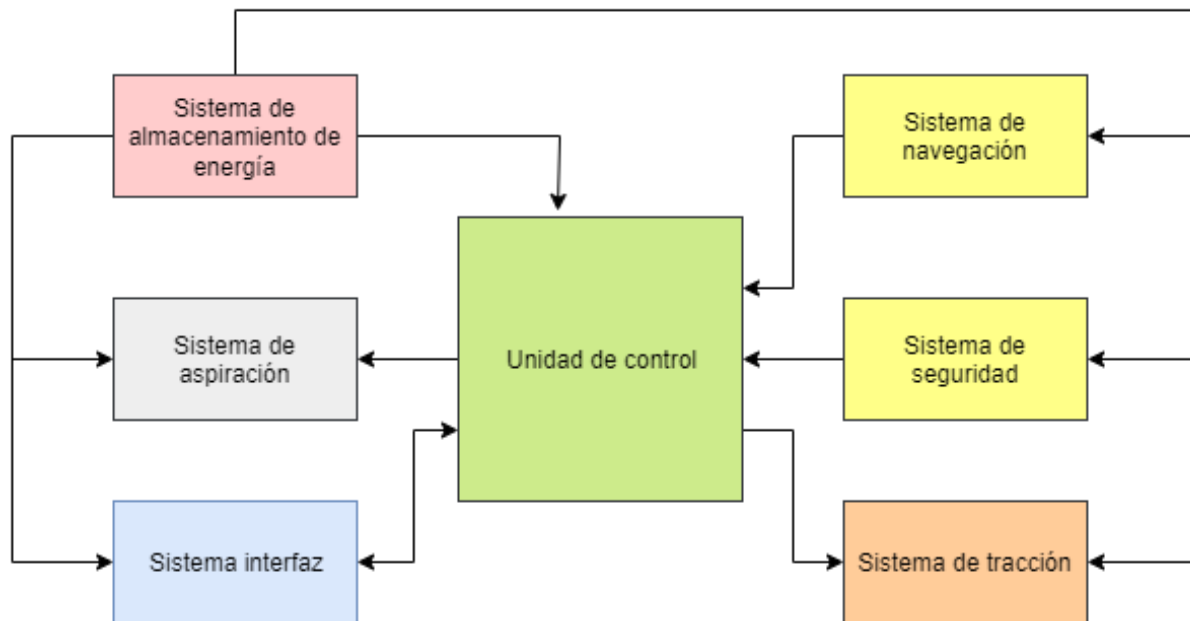 Sistema de
almacenamiento de
energía
Sistema de
navegación
Sistema de
aspiración
Unidad de control
Sistema de
seguridad
Sistema interfaz
Sistema de tracción